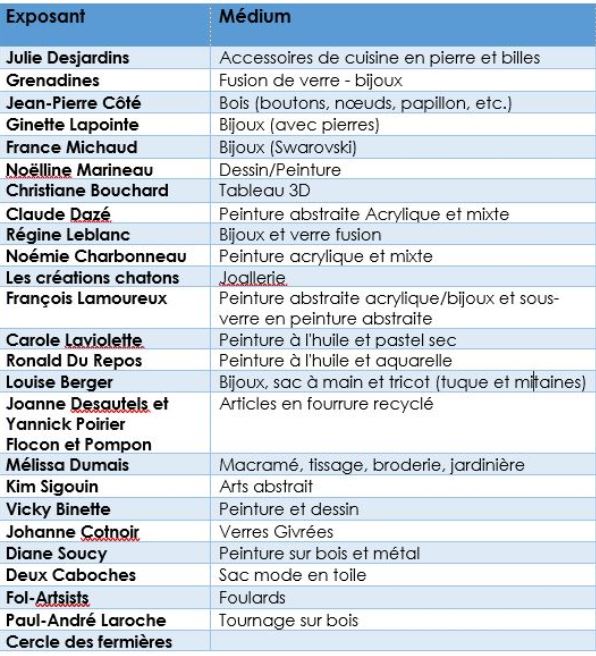 Exposant Médium
Julie Desjardins Accessoires de cuisine en pierre et billes
Grenadines Fusion de verre - bijoux
Jean-Pierre Côté Bois (boutons, nœuds, papillon, etc.)
Ginette Lapointe Bijoux (avec pierres)
France Michaud Bijoux (Swarovski)
Noëlline Marineau Dessin/Peinture
Christiane Bouchard Tableau 3D
Claude Dazé Peinture abstraite Acrylique et mixte
Régine Leblanc Bijoux et verre fusion
Noémie Charbonneau Peinture acrylique et mixte
Les créations chatons Joallerie
François Lamoureux Peinture abstraite acrylique/bijoux et sous-
verre en peinture abstraite
Carole Laviolette Peinture à l'huile et pastel sec
Ronald Du Repos Peinture à l'huile et aquarelle
Louise Berger Bijoux, sac à main et tricot (tuque et mitaines)
Joanne Desautels et Articles en fourrure recyclé
Yannick Poirier
Flocon et Pompon
Mélissa Dumais Macramé, tissage, broderie, jardinière
Kim Sigouin Arts abstrait
Vicky Binette Peinture et dessin
Johanne Cotnoir Verres Givrées
Diane Soucy Peinture sur bois et métal
Deux Caboches Sac mode en toile
Fol-Artsists Foulards
Paul-André Laroche Tournage sur bois
Cercle des fermières